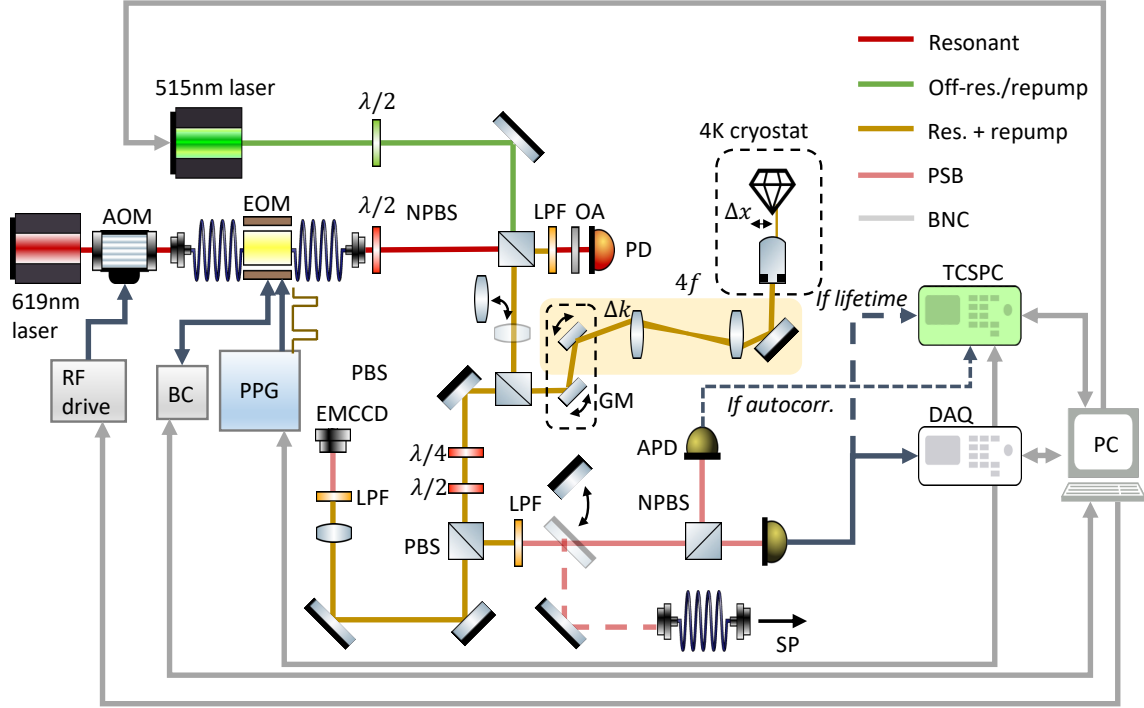 Resonant
Off-res./repump
Res. + repump
PSB
BNC
515nm laser
λ/2
4K cryostat
Δx
AOM
EOM
λ/2
NPBS
LPF
OA
PD
619nm
laser
4f
Δk
If lifetime
TCSPC
RF
drive
BC
PPG
PBS
GM
If autocorr.
EMCCD
APD
DAQ
PC
λ/4
λ/2
LPF
LPF
NPBS
PBS
SP